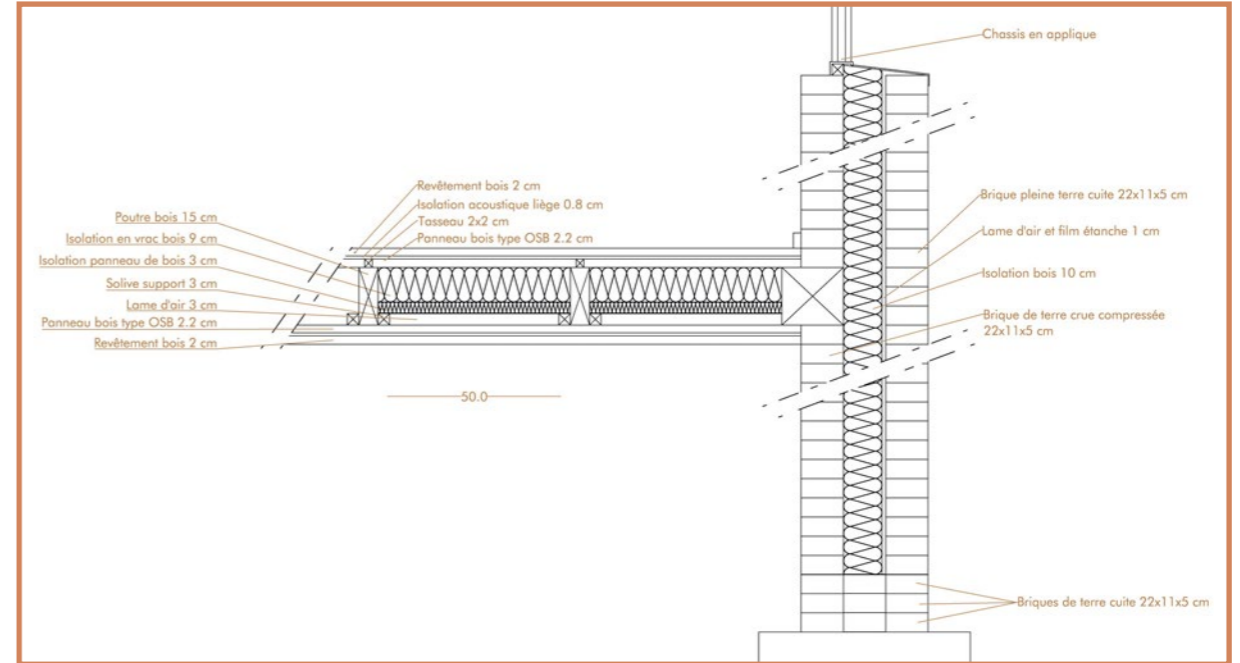 Chassis en applique
Revêtement bois 2 cm
Isolation acoustique liège 0.8 cm
Tasseau 2x2 cm
Panneau bois type OSB 2.2 cm
Poutre bois 15 cm
Isolation en vrac bois 9 cm
Isolation panneau de bois 3 cm
Solive support 3 cm
Lame d'air 3 cm
Panneau bois type OSB 2.2 cm
Revêtement bois 2 cm
50.0
Brique pleine terre cuite 22x11x5 cm
Lame d'air et film étanche 1 cm
Isolation bois 10 cm
Brique de terre crue compressée
22x11x5 cm
Briques de terre cuite 22x11x5 cm